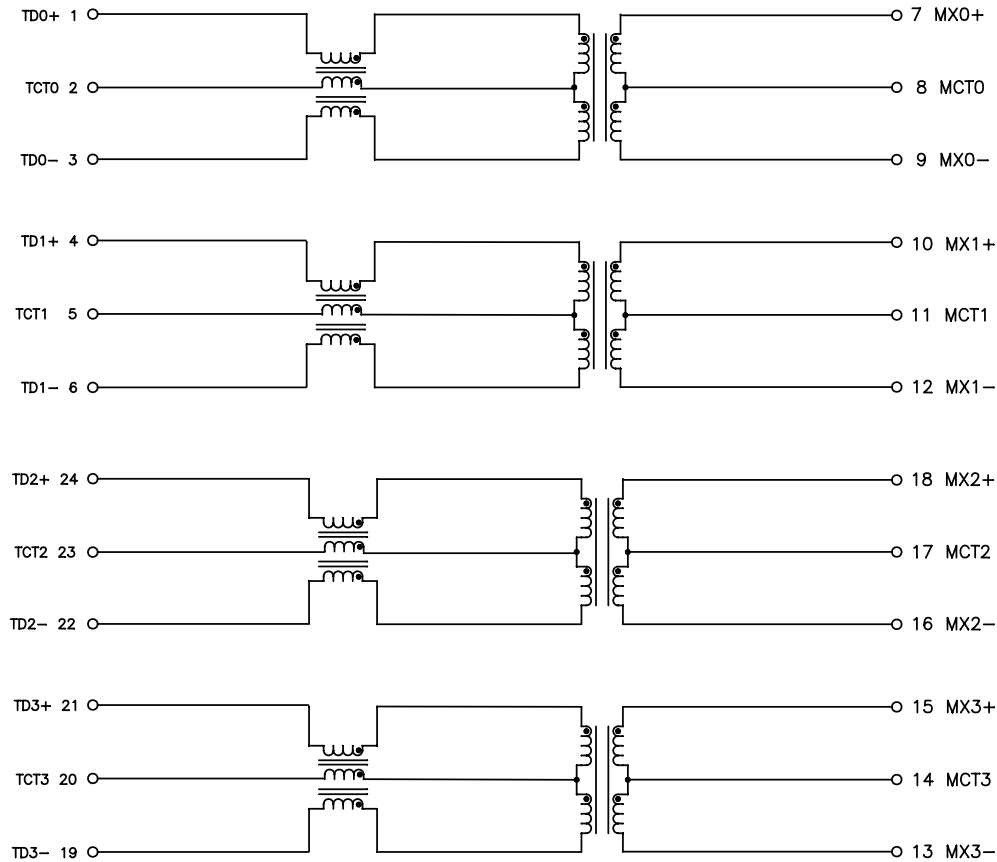 TD0+ 1 7 MX0+
TCT0 2 8 MCT0
TD0- 3 9 MX0-
TD1+ 4 10 MX1+
TCT1 5 11 MCT1
TD1- 6 12 MX1-
TD2+ 24 18 MX2+
TCT2 23 17 MCT2
TD2- 22 16 MX2-
TD3+ 21 15 MX3+
TCT3 20 14 MCT3
TD3- 19 13 MX3-